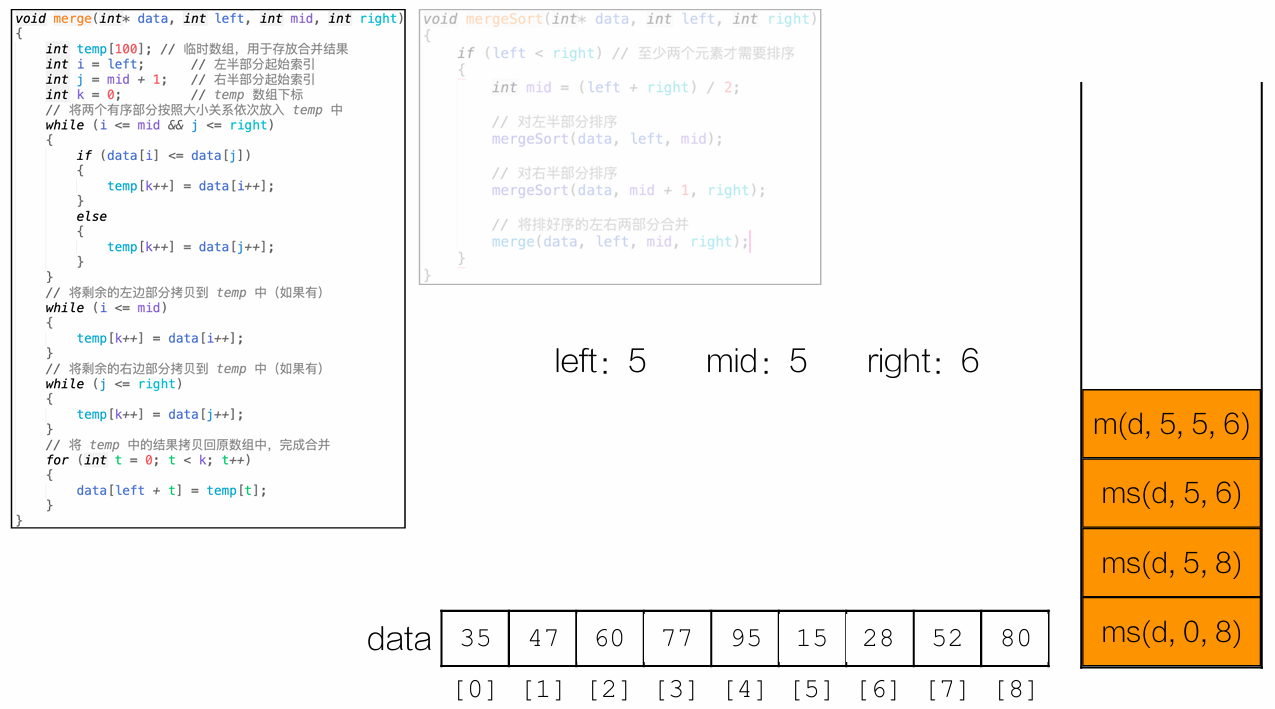 void merge(int* data, int left, int mid, int right)
{
    int temp[100]; // 临时数组，用于存放合并结果
    int i = left;      // 左半部分起始索引
    int j = mid + 1;   // 右半部分起始索引
    int k = 0;         // temp 数组下标
    // 将两个有序部分按照大小关系依次放入 temp 中
    while (i <= mid && j <= right)
    {
        if (data[i] <= data[j])
        {
            temp[k++] = data[i++];
        }
        else
        {
            temp[k++] = data[j++];
        }
    }
    // 将剩余的左边部分拷贝到 temp 中（如果有）
    while (i <= mid)
    {
        temp[k++] = data[i++];
    }
    // 将剩余的右边部分拷贝到 temp 中（如果有）
    while (j <= right)
    {
        temp[k++] = data[j++];
    }
    // 将 temp 中的结果拷贝回原数组中，完成合并
    for (int t = 0; t < k; t++)
    {
        data[left + t] = temp[t];
    }
}
void mergeSort(int* data, int left, int right)
{
    if (left < right) // 至少两个元素才需要排序
    {
        int mid = (left + right) / 2;

        // 对左半部分排序
        mergeSort(data, left, mid);

        // 对右半部分排序
        mergeSort(data, mid + 1, right);

        // 将排好序的左右两部分合并
        merge(data, left, mid, right);
    }
}
left：5 mid：5 right：6
m(d, 5, 5, 6)
ms(d, 5, 6)
ms(d, 5, 8)
ms(d, 0, 8)
data 35 47 60 77 95 15 28 52 80
[0] [1] [2] [3] [4] [5] [6] [7] [8]